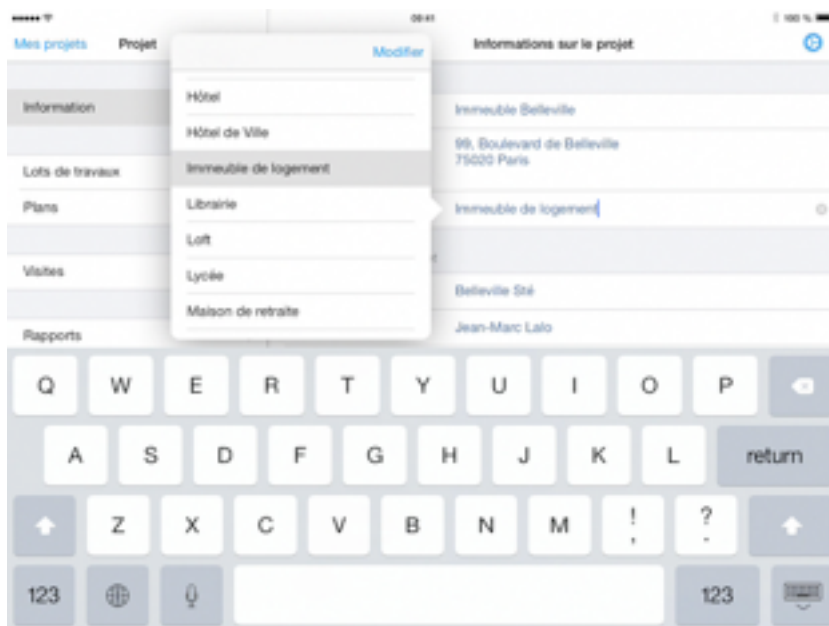 08:41
100 %
Mes projets
Projet
Modifier
Informations sur le projet
Information
Lots de travaux
Plans
Visites
Rapports
Hôtel
Hôtel de Ville
Immeuble de logement
Librairie
Loft
Lycée
Maison de retraite
Immeuble Belleville
99, Boulevard de Belleville
75020 Paris
Immeuble de logement
Belleville Sté
Jean-Marc Lalo
Q W E R T Y U I O P
A S D F G H J K L return
Z X C V B N M ! , ? .
123 123